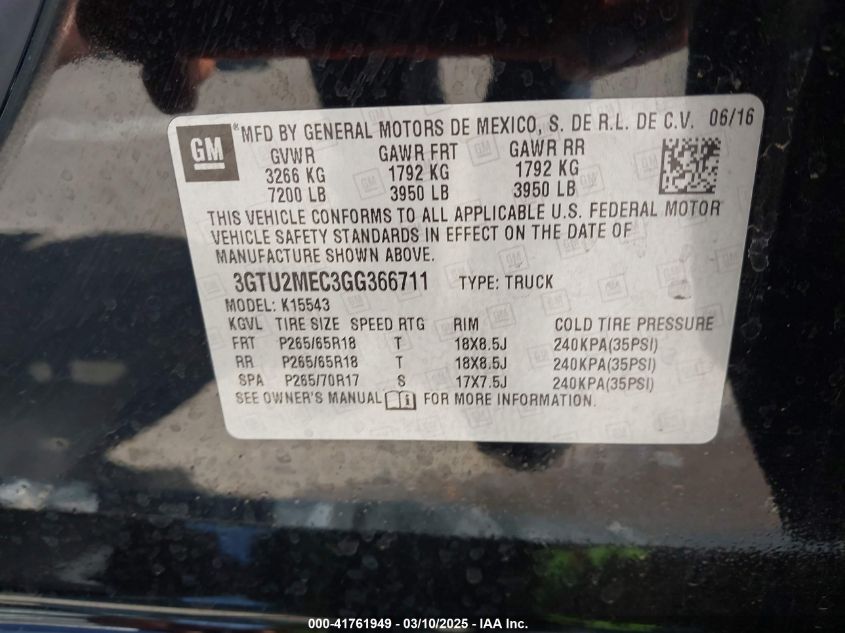 GM ®MFD BY GENERAL MOTORS DE MEXICO, S. DE R.L. DE C.V. 06/16
GVWR GAWR FRT GAWR RR
3266 KG 1792 KG 1792 KG
7200 LB 3950 LB 3950 LB
THIS VEHICLE CONFORMS TO ALL APPLICABLE U.S. FEDERAL MOTOR
VEHICLE SAFETY STANDARDS IN EFFECT ON THE DATE OF
MANUFACTURE SHOWN ABOVE.
3GTU2MEC3GG366711 TYPE: TRUCK
MODEL: K15543
KGVL TIRE SIZE SPEED RTG RIM COLD TIRE PRESSURE
FRT P265/65R18 T 18X8.5J 240KPA(35PSI)
RR P265/65R18 T 18X8.5J 240KPA(35PSI)
SPA P265/70R17 S 17X7.5J 240KPA(35PSI)
SEE OWNER'S MANUAL FOR MORE INFORMATION.
000-41761949 / 03/10/2025 - IAA Inc.